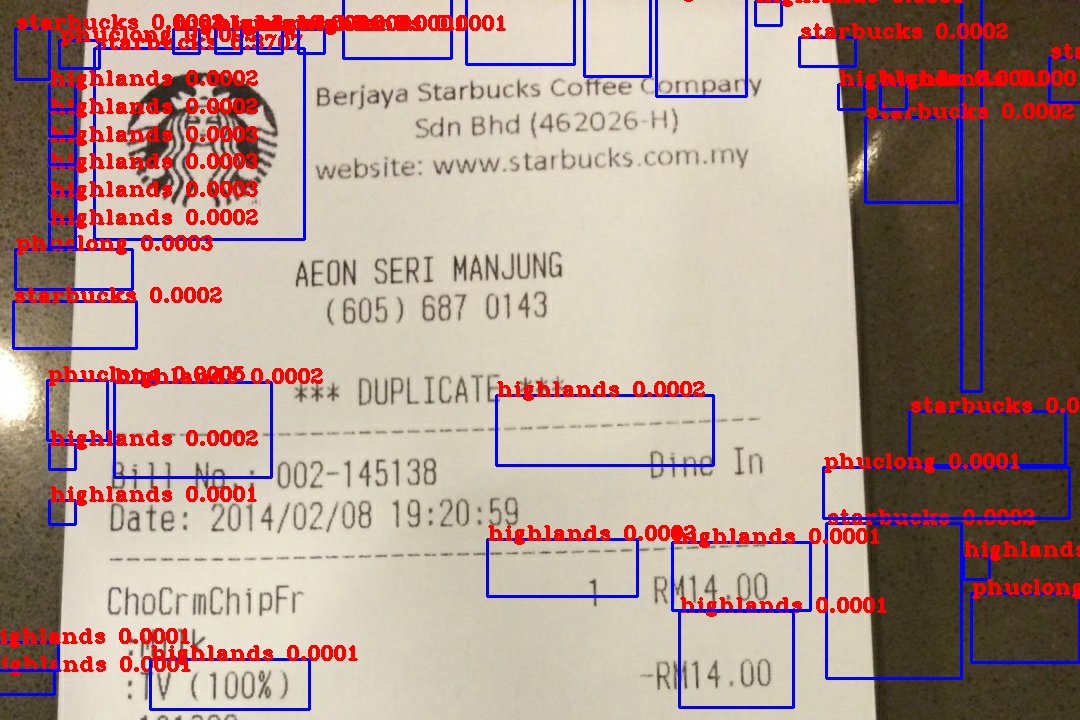 starbucks 0.0002
phuclong
starbucks 0.3707
starbucks 0.0002
highlands 0.0002
highlands 0.0002
highlands 0.0003
highlands 0.0003
highlands 0.0003
highlands 0.0002
starbucks 0.0002
Berjaya Starbucks Coffee Company
Sdn Bhd (462026-H)
website: www.starbucks.com.my
phuclong 0.0003
starbucks 0.0002
AEON SERI MANJUNG
(605) 687 0143
phuclong 0.0005
highlands 0.0002
*** DUPLICATE ***
highlands 0.0002
starbucks 0.0
highlands 0.0002
phuclong 0.0001
Bill No.: 002-145138 Dine In
highlands 0.0001
Date: 2014/02/08 19:20:59
starbucks 0.0002
highlands
highlands 0.0001
highlands
phuclong
ChoCrmChipFr 1 RM14.00
highlands 0.0001
highlands 0.0001
:Milk
highlands 0.0001
highlands 0.0001
:TV (100%) -RM14.00